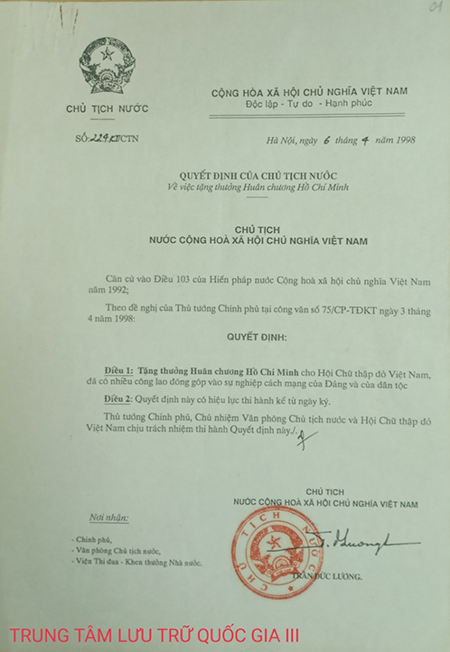 01
CHỦ TỊCH NƯỚC
CỘNG HÒA XÃ HỘI CHỦ NGHĨA VIỆT NAM
Độc lập - Tự do - Hạnh phúc
SỐ: 224 KT/CTN
Hà Nội, ngày 6 tháng 4 năm 1998
QUYẾT ĐỊNH CỦA CHỦ TỊCH NƯỚC
Về việc tặng thưởng Huân chương Hồ Chí Minh
CHỦ TỊCH
NƯỚC CỘNG HOÀ XÃ HỘI CHỦ NGHĨA VIỆT NAM
Căn cứ vào Điều 103 của Hiến pháp nước Cộng hoà xã hội chủ nghĩa Việt Nam
năm 1992;
Theo đề nghị của Thủ tướng Chính phủ tại công văn số 75/CP-TĐKT ngày 3 tháng
4 năm 1998:
QUYẾT ĐỊNH:
Điều 1: Tặng thưởng Huân chương Hồ Chí Minh cho Hội Chữ thập đỏ Việt Nam,
đã có nhiều công lao đóng góp vào sự nghiệp cách mạng của Đảng và của dân tộc
Điều 2: Quyết định này có hiệu lực thi hành kể từ ngày ký.
Thủ tướng Chính phủ, Chủ nhiệm Văn phòng Chủ tịch nước và Hội Chữ thập đỏ
Việt Nam chịu trách nhiệm thi hành Quyết định này./.
CHỦ TỊCH
NƯỚC CỘNG HOÀ XÃ HỘI CHỦ NGHĨA VIỆT NAM
Nơi nhận:
- Chính phủ,
- Văn phòng Chủ tịch nước,
- Viện Thi đua - Khen thưởng Nhà nước.
CHỦ TỊCH NƯỚC
TRẦN ĐỨC LƯƠNG.
TRUNG TÂM LƯU TRỮ QUỐC GIA III